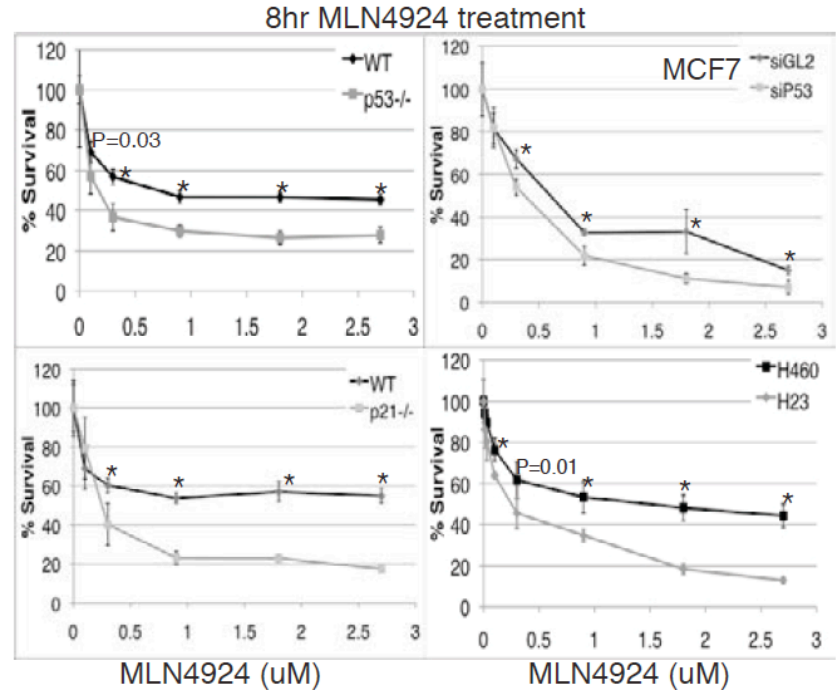 8hr MLN4924 treatment
120
100
80
60
40
20
0
% Survival
WT
p53-/-
P=0.03
* * * *
0 0.5 1 1.5 2 2.5 3
120
100
80
60
40
20
0
% Survival
MCF7
siGL2
siP53
* * * *
0 0.5 1 1.5 2 2.5 3
120
100
80
60
40
20
0
% Survival
WT
p21-/-
* * * *
0 0.5 1 1.5 2 2.5 3
MLN4924 (uM)
120
100
80
60
40
20
0
% Survival
H460
H23
* P=0.01 * * *
0 0.5 1 1.5 2 2.5 3
MLN4924 (uM)